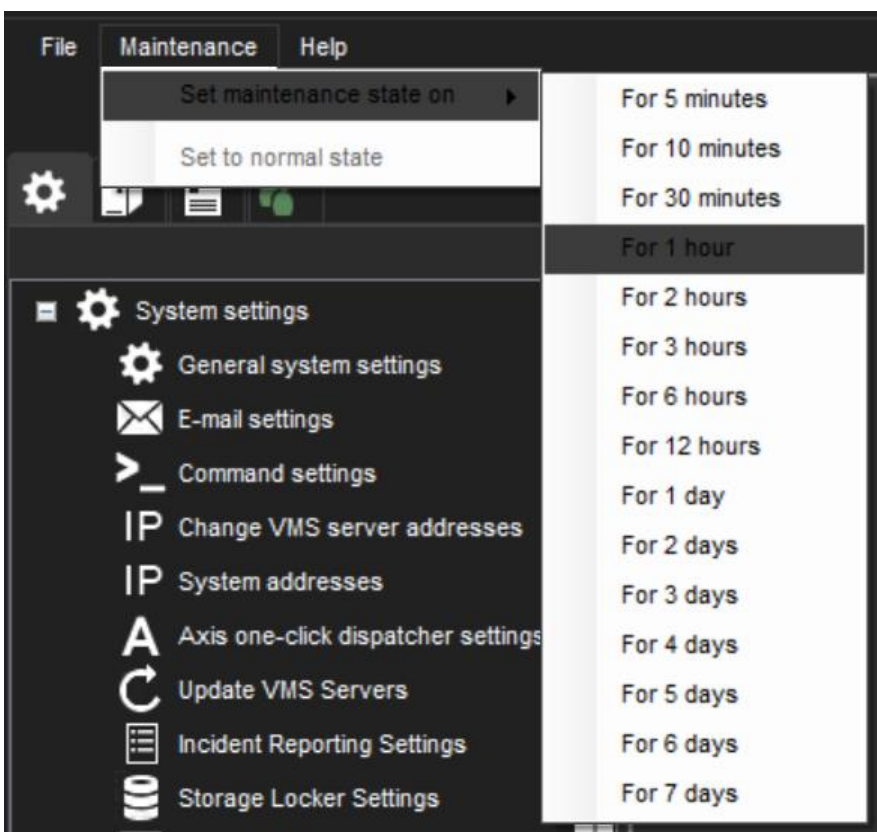 File Maintenance Help
Set maintenance state on
Set to normal state
For 5 minutes
For 10 minutes
For 30 minutes
For 1 hour
For 2 hours
For 3 hours
For 6 hours
For 12 hours
For 1 day
For 2 days
For 3 days
For 4 days
For 5 days
For 6 days
For 7 days
System settings
General system settings
E-mail settings
>_ Command settings
IP Change VMS server addresses
IP System addresses
A Axis one-click dispatcher settings
Update VMS Servers
Incident Reporting Settings
Storage Locker Settings